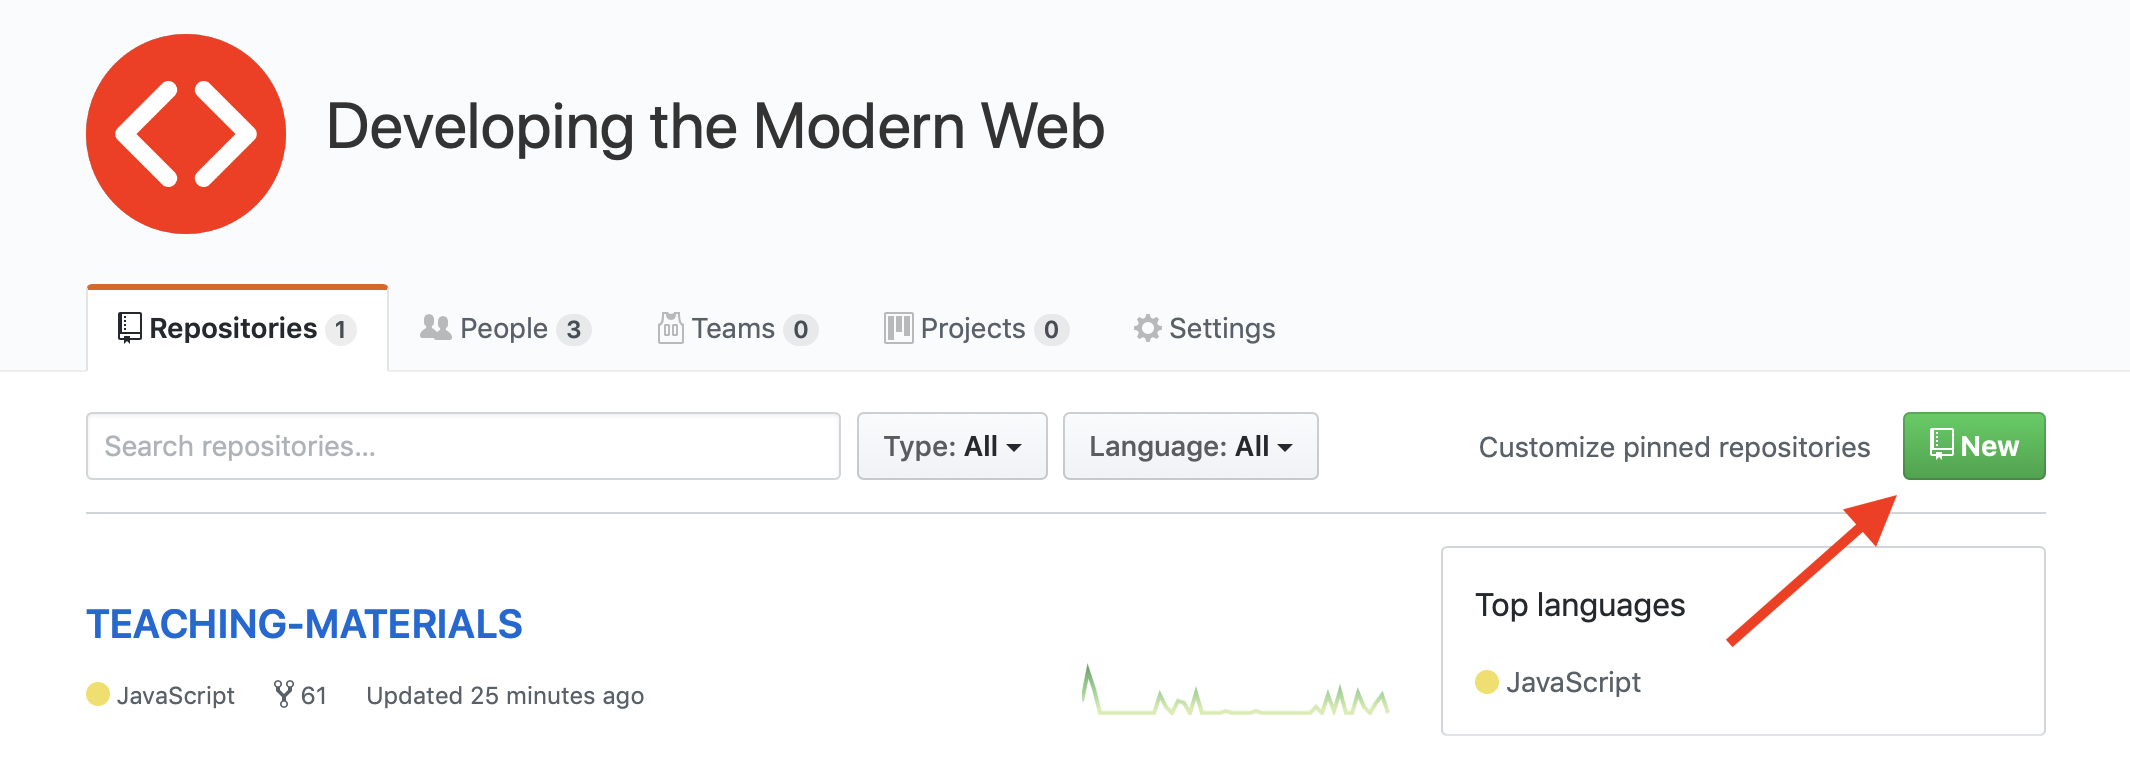 Developing the Modern Web
Repositories 1 People 3 Teams 0 Projects 0 Settings
Search repositories... Type: All Language: All Customize pinned repositories New
TEACHING-MATERIALS
JavaScript 61 Updated 25 minutes ago
Top languages
JavaScript